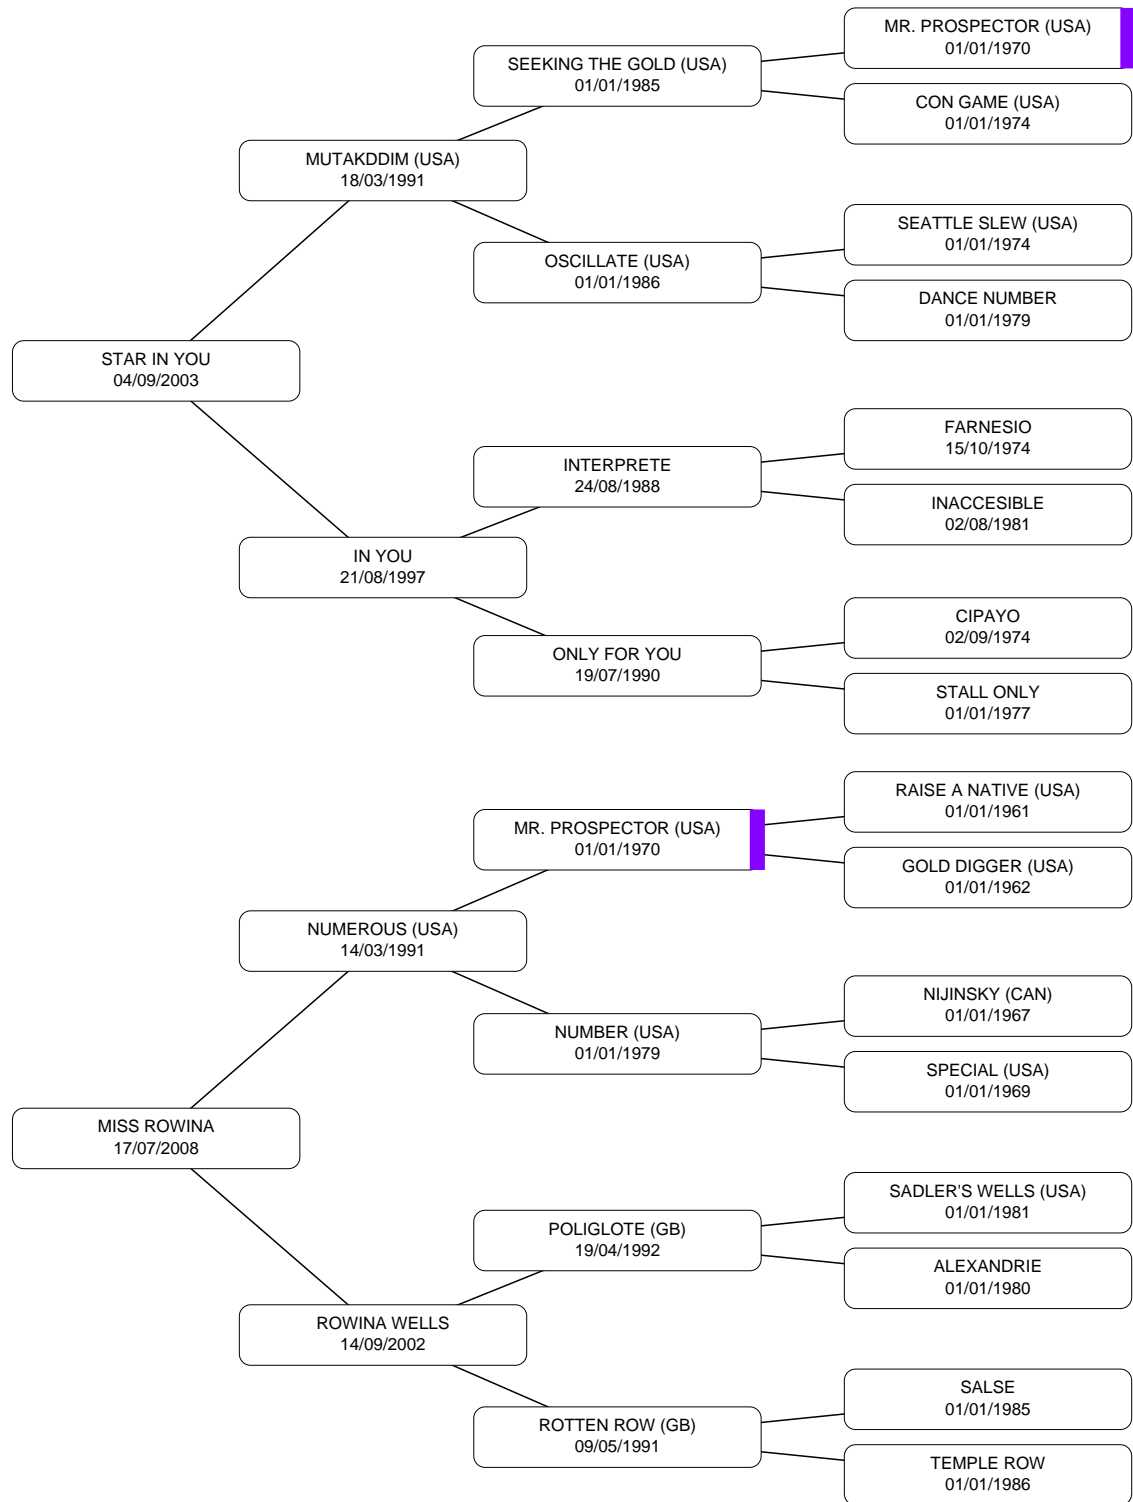 MR. PROSPECTOR (USA)
01/01/1970
SEEKING THE GOLD (USA)
01/01/1985
CON GAME (USA)
01/01/1974
MUTAKDDIM (USA)
18/03/1991
SEATTLE SLEW (USA)
01/01/1974
OSCILLATE (USA)
01/01/1986
DANCE NUMBER
01/01/1979
STAR IN YOU
04/09/2003
FARNESIO
15/10/1974
INTERPRETE
24/08/1988
INACCESIBLE
02/08/1981
IN YOU
21/08/1997
CIPAYO
02/09/1974
ONLY FOR YOU
19/07/1990
STALL ONLY
01/01/1977
RAISE A NATIVE (USA)
01/01/1961
MR. PROSPECTOR (USA)
01/01/1970
GOLD DIGGER (USA)
01/01/1962
NUMEROUS (USA)
14/03/1991
NIJINSKY (CAN)
01/01/1967
NUMBER (USA)
01/01/1979
SPECIAL (USA)
01/01/1969
MISS ROWINA
17/07/2008
SADLER'S WELLS (USA)
01/01/1981
POLIGLOTE (GB)
19/04/1992
ALEXANDRIE
01/01/1980
ROWINA WELLS
14/09/2002
SALSE
01/01/1985
ROTTEN ROW (GB)
09/05/1991
TEMPLE ROW
01/01/1986